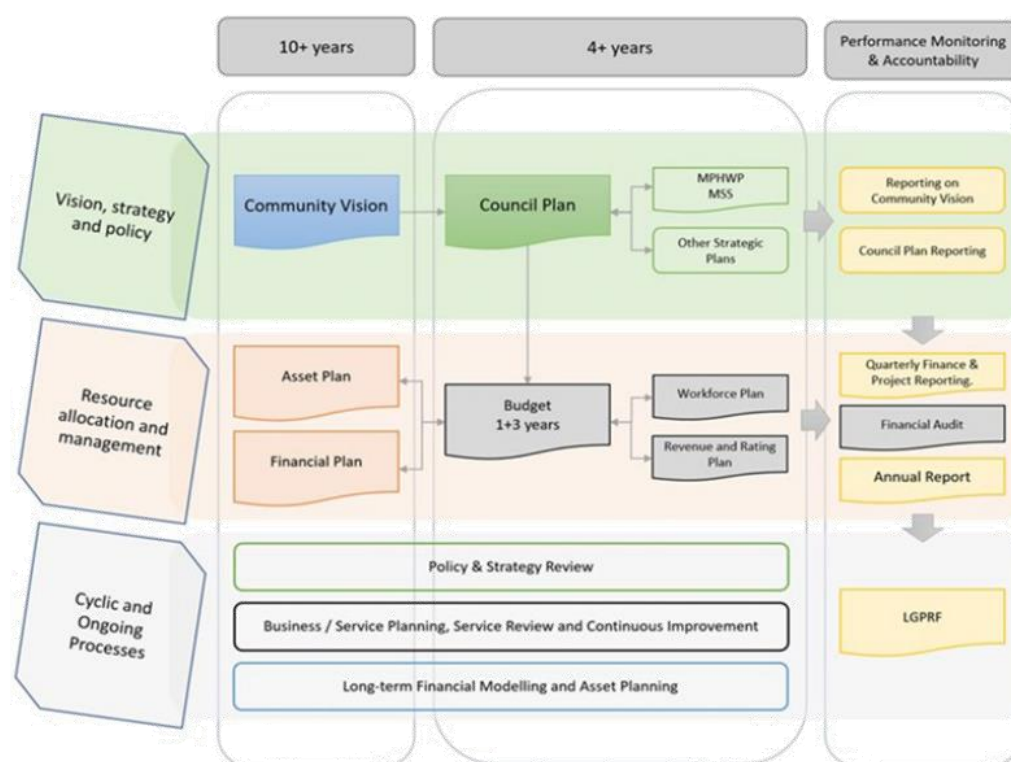 10+ years
4+ years
Performance Monitoring
& Accountability
Vision, strategy
and policy
Community Vision
Council Plan
MPHWP
MSS
Other Strategic
Plans
Reporting on
Community Vision
Council Plan Reporting
Resource
allocation and
management
Asset Plan
Financial Plan
Budget
1+3 years
Workforce Plan
Revenue and Rating
Plan
Quarterly Finance &
Project Reporting.
Financial Audit
Annual Report
Cyclic and
Ongoing
Processes
Policy & Strategy Review
Business / Service Planning, Service Review and Continuous Improvement
Long-term Financial Modelling and Asset Planning
LGPRF